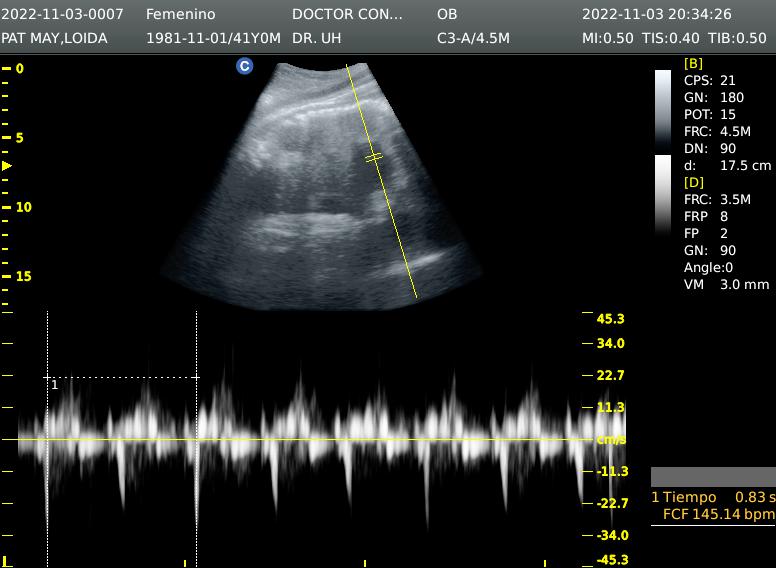 2022-11-03-0007 Femenino DOCTOR CON... OB 2022-11-03 20:34:26
PAT MAY,LOIDA 1981-11-01/41Y0M DR. UH C3-A/4.5M MI:0.50 TIS:0.40 TIB:0.50
C
0
5
10
15
[B]
CPS: 21
GN: 180
POT: 15
FRC: 4.5M
DN: 90
d: 17.5 cm
[D]
FRC: 3.5M
FRP 8
FP 2
GN: 90
Angle:0
VM 3.0 mm
1
45.3
34.0
22.7
11.3
cm/s
-11.3
-22.7
-34.0
-45.3
1 Tiempo 0.83 s
FCF 145.14 bpm